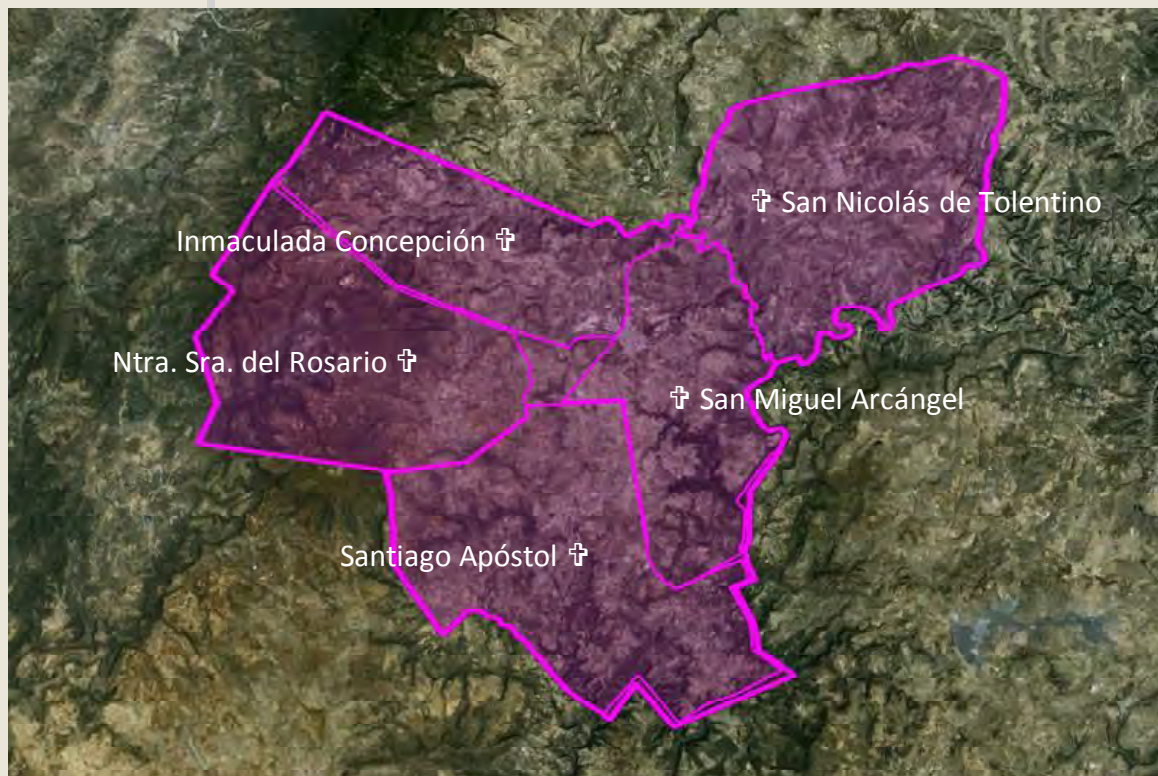 ✞ San Nicolás de Tolentino
Inmaculada Concepción ✞
Ntra. Sra. del Rosario ✞
✞ San Miguel Arcángel
Santiago Apóstol ✞